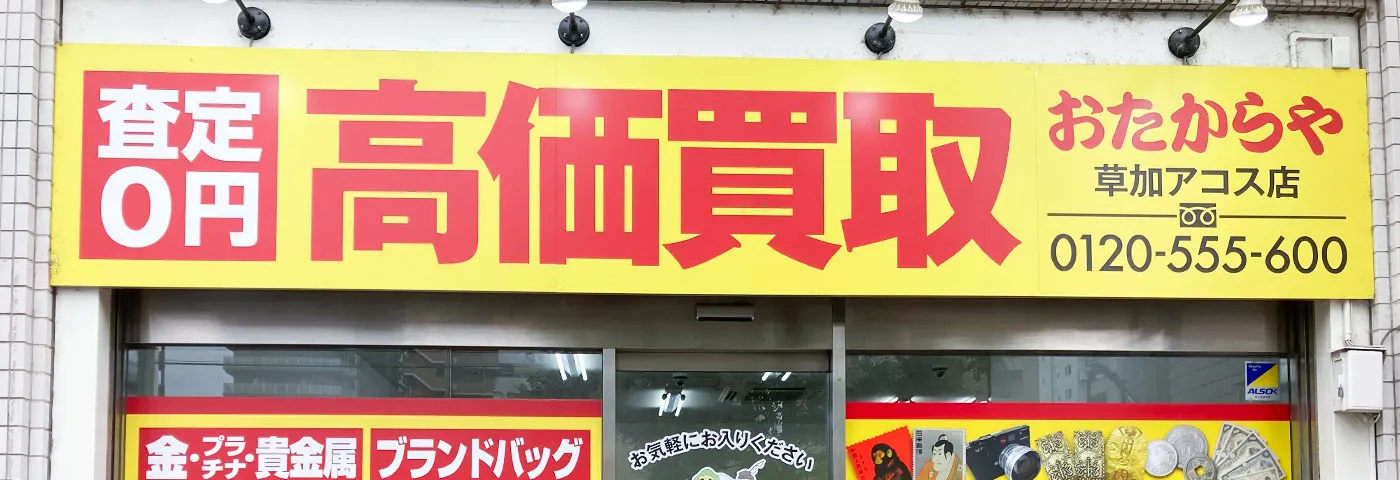 査定
0円
高価買取
おたからや
草加アコス店
0120-555-600
ALSOK
金・プラチナ・貴金属
ブランドバッグ
お気軽にお入りください